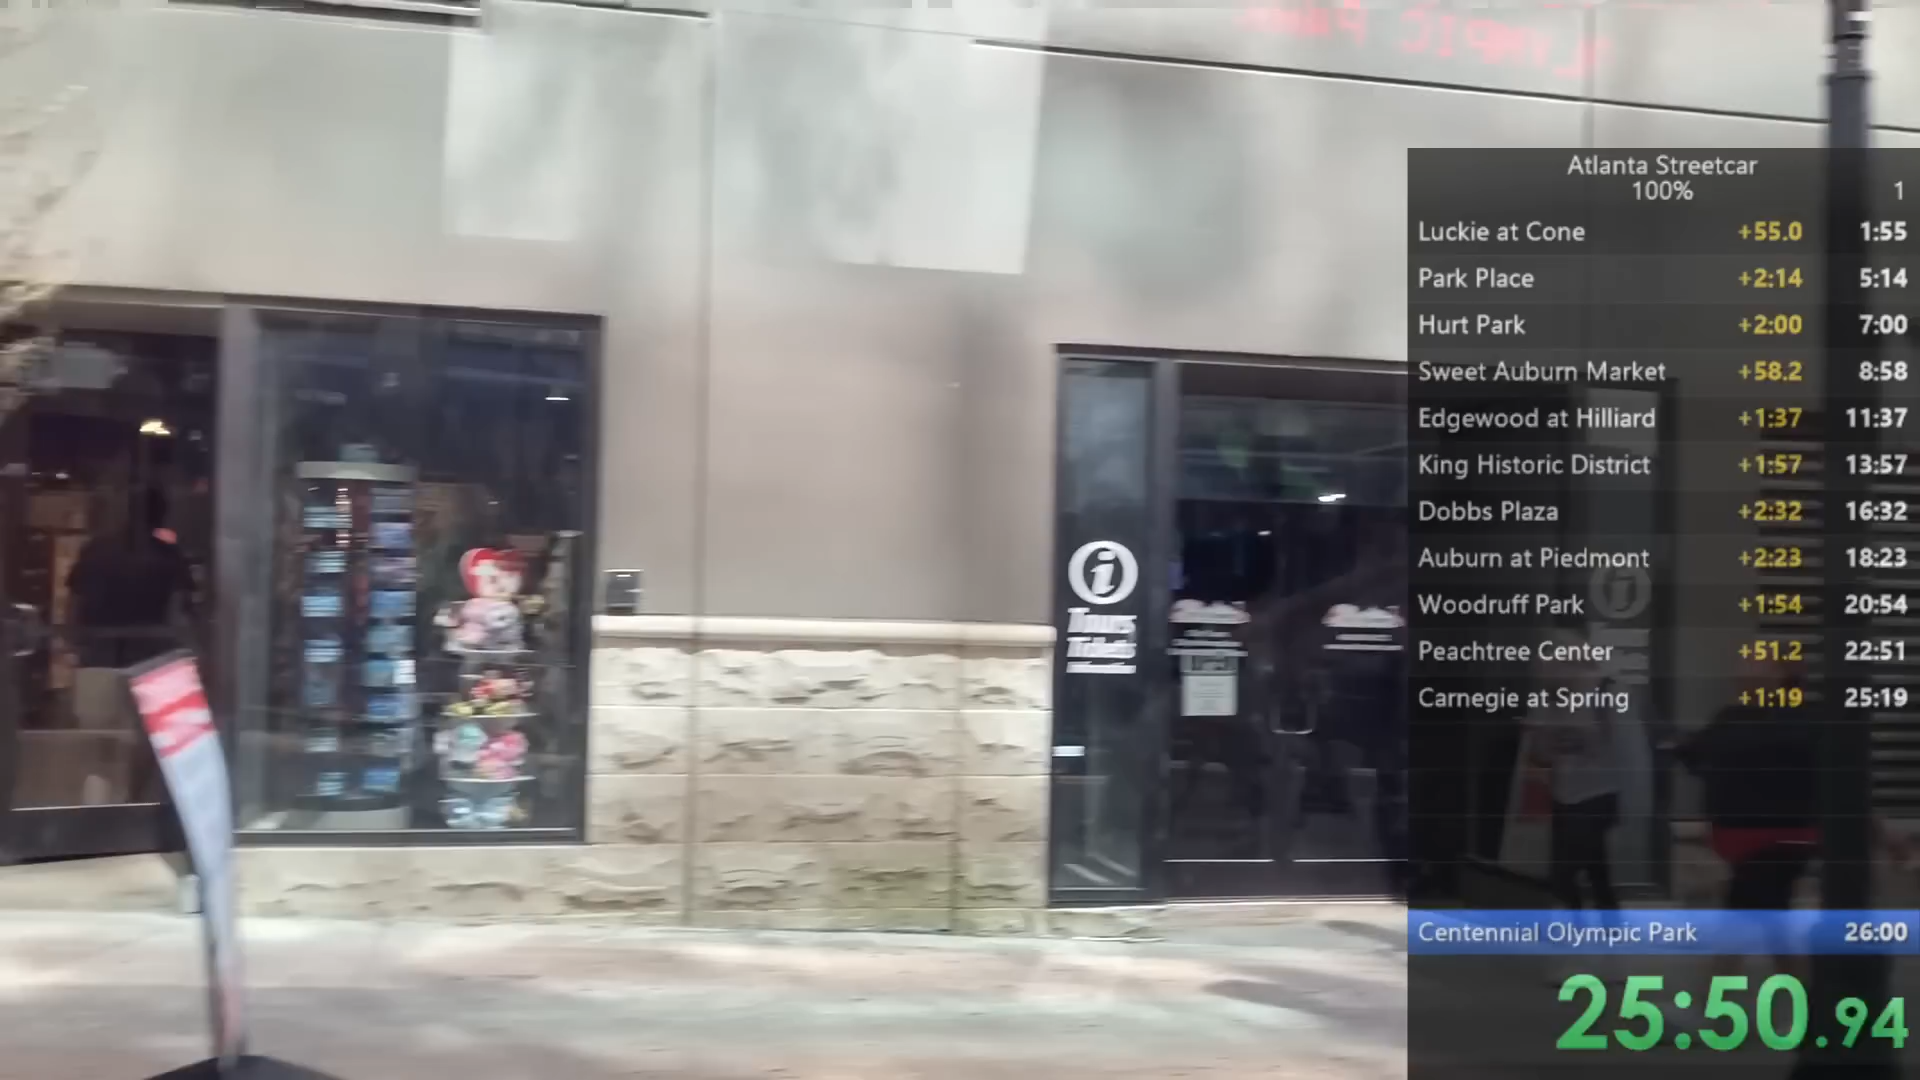 Atlanta Streetcar
100% 1
Luckie at Cone +55.0 1:55
Park Place +2:14 5:14
Hurt Park +2:00 7:00
Sweet Auburn Market +58.2 8:58
Edgewood at Hilliard +1:37 11:37
King Historic District +1:57 13:57
Dobbs Plaza +2:32 16:32
Auburn at Piedmont +2:23 18:23
Woodruff Park +1:54 20:54
Peachtree Center +51.2 22:51
Carnegie at Spring +1:19 25:19
Centennial Olympic Park 26:00
25:50.94
i
Tours
Tickets